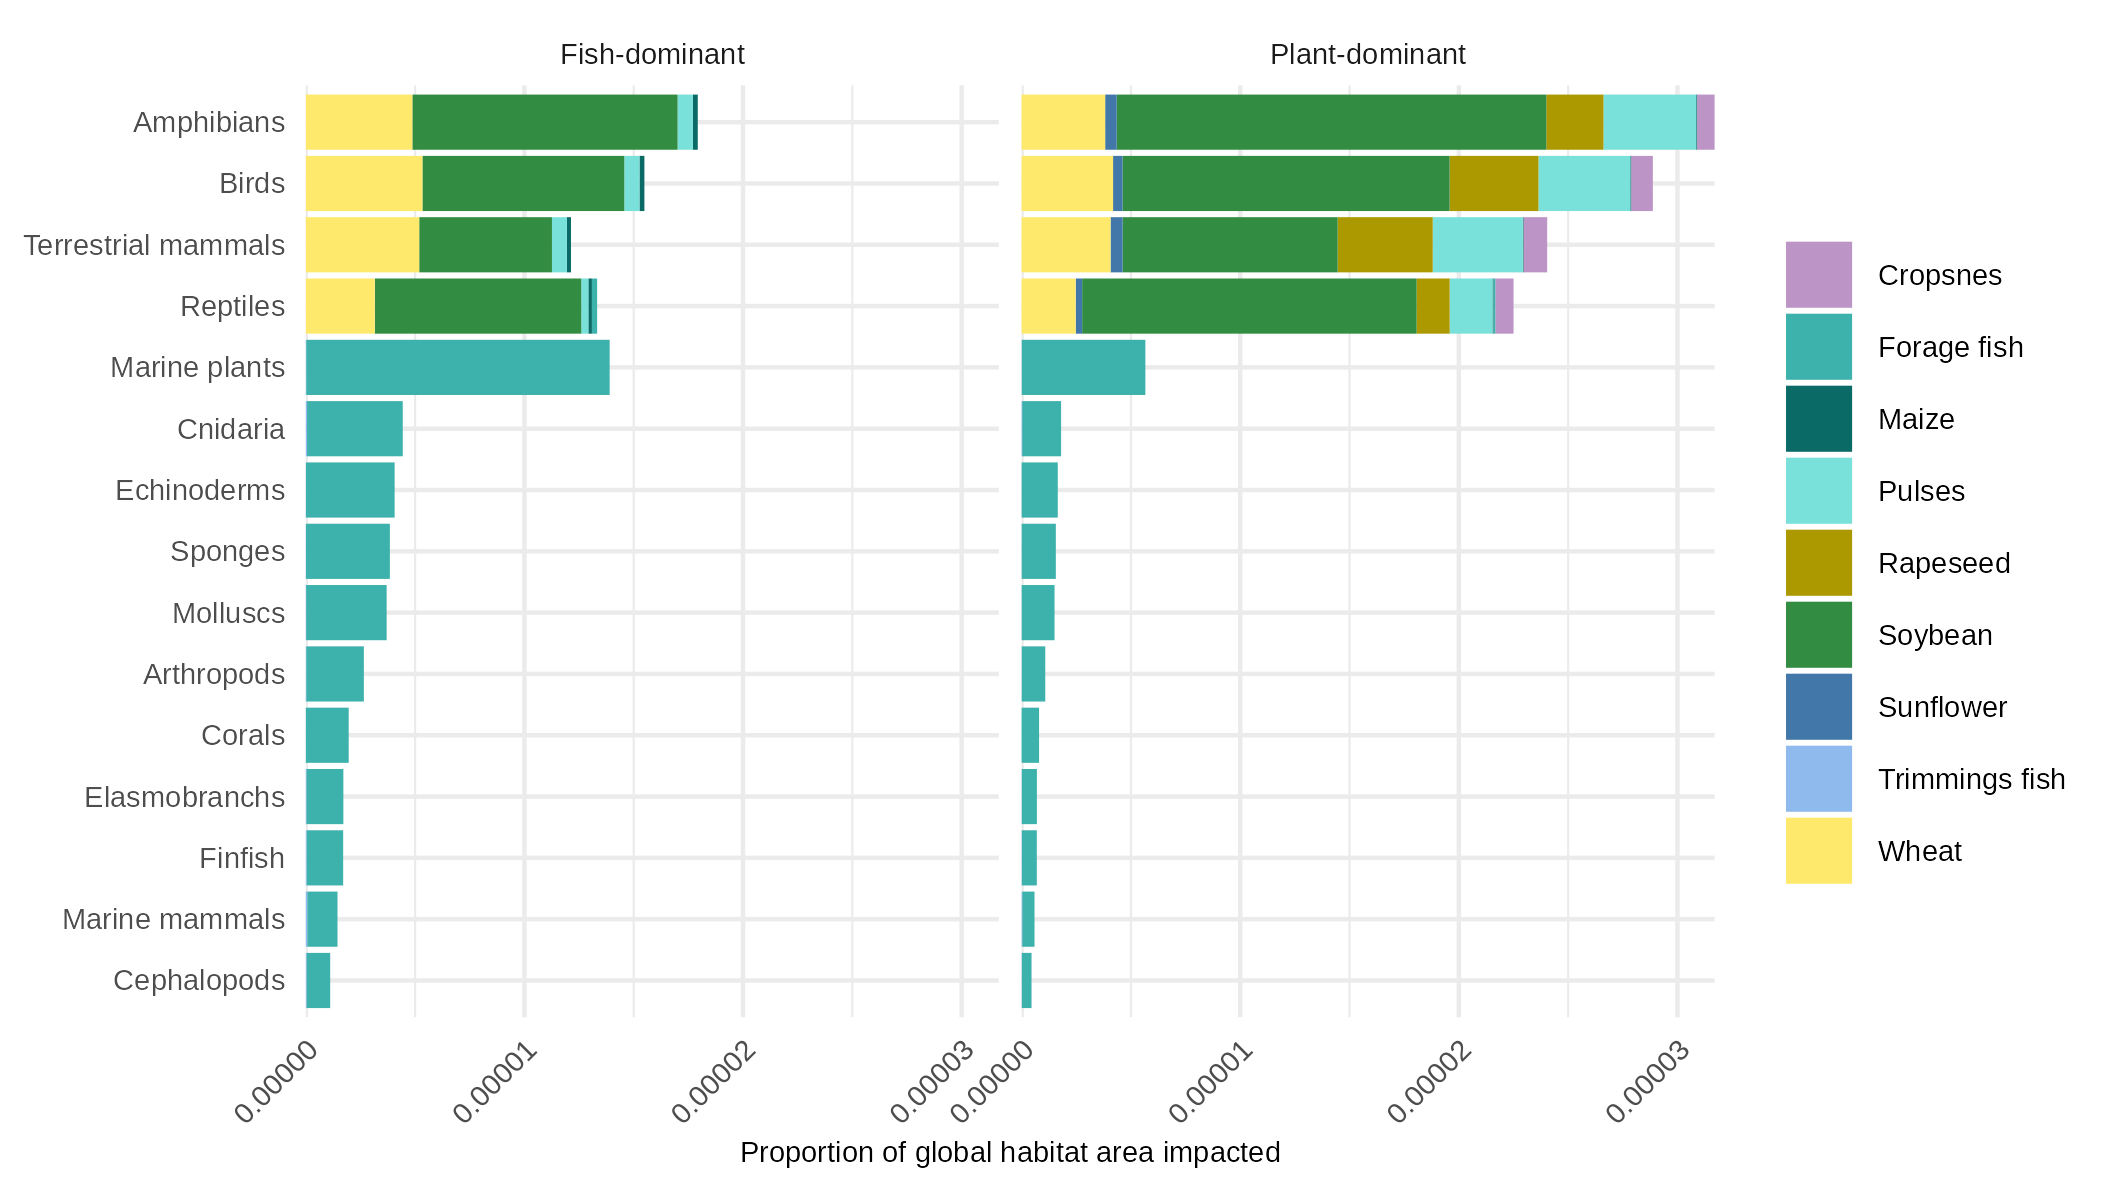 Fish-dominant
Plant-dominant
Amphibians
Birds
Terrestrial mammals
Reptiles
Marine plants
Cnidaria
Echinoderms
Sponges
Molluscs
Arthropods
Corals
Elasmobranchs
Finfish
Marine mammals
Cephalopods
0.00000
0.00001
0.00002
0.00003
0.00000
0.00001
0.00002
0.00003
Proportion of global habitat area impacted
Cropsnes
Forage fish
Maize
Pulses
Rapeseed
Soybean
Sunflower
Trimmings fish
Wheat